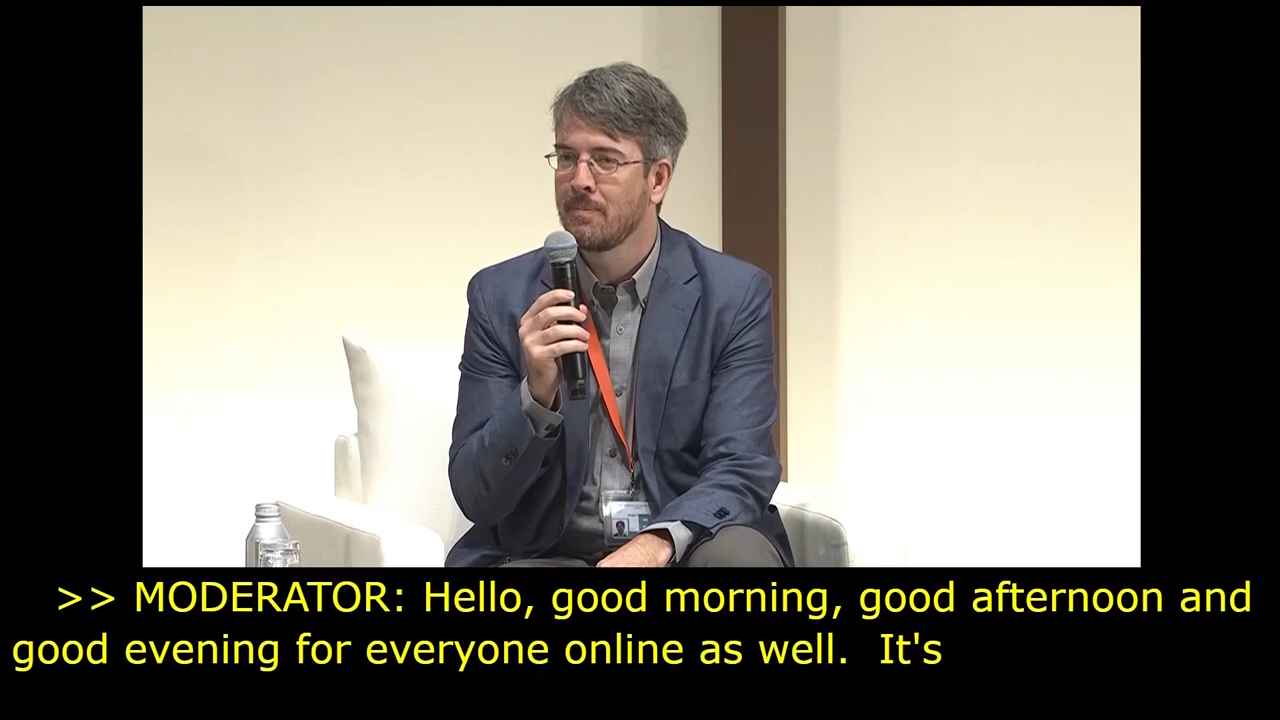 >> MODERATOR: Hello, good morning, good afternoon and
good evening for everyone online as well.  It's